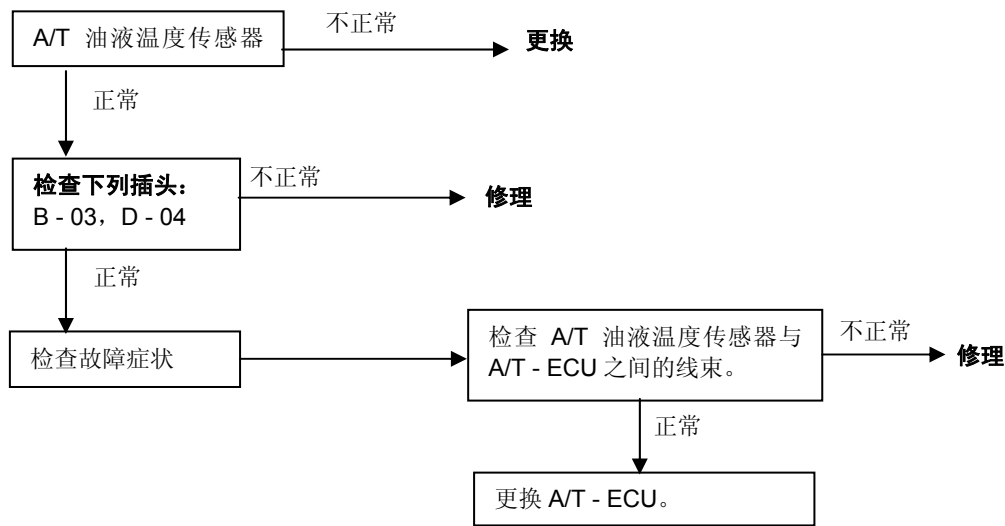 A/T 油液温度传感器
不正常
更换
正常
检查下列插头：
B - 03，D - 04
不正常
修理
正常
检查故障症状
检查 A/T 油液温度传感器与
A/T - ECU 之间的线束。
不正常
修理
正常
更换 A/T - ECU。